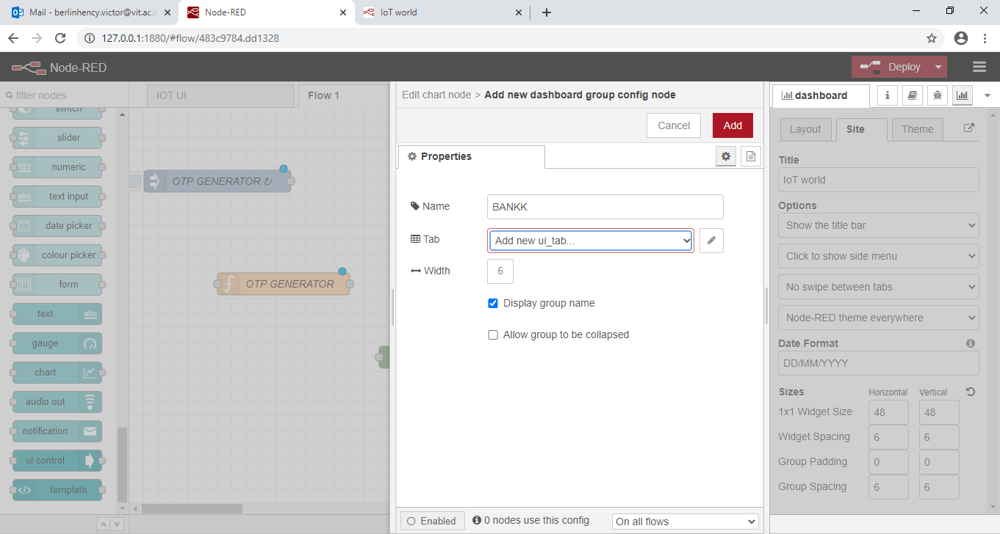 Mail - berlinhency.victor@vit.ac.i
Node-RED
IoT world
127.0.0.1:1880/#flow/483c9784.dd1328
Node-RED
Deploy
filter nodes
switch
slider
123 numeric
abc text input
date picker
colour picker
form
text abc
gauge
chart
audio out
notification
ui control
</> template
IOT UI
Flow 1
OTP GENERATOR ↻
f OTP GENERATOR
Edit chart node > Add new dashboard group config node
Cancel
Add
Properties
Name
BANKK
Tab
Add new ui_tab...
Width
6
Display group name
Allow group to be collapsed
Enabled
0 nodes use this config
On all flows
dashboard
i
Layout
Site
Theme
Title
IoT world
Options
Show the title bar
Click to show side menu
No swipe between tabs
Node-RED theme everywhere
Date Format
DD/MM/YYYY
Sizes Horizontal Vertical
1x1 Widget Size 48 48
Widget Spacing 6 6
Group Padding 0 0
Group Spacing 6 6